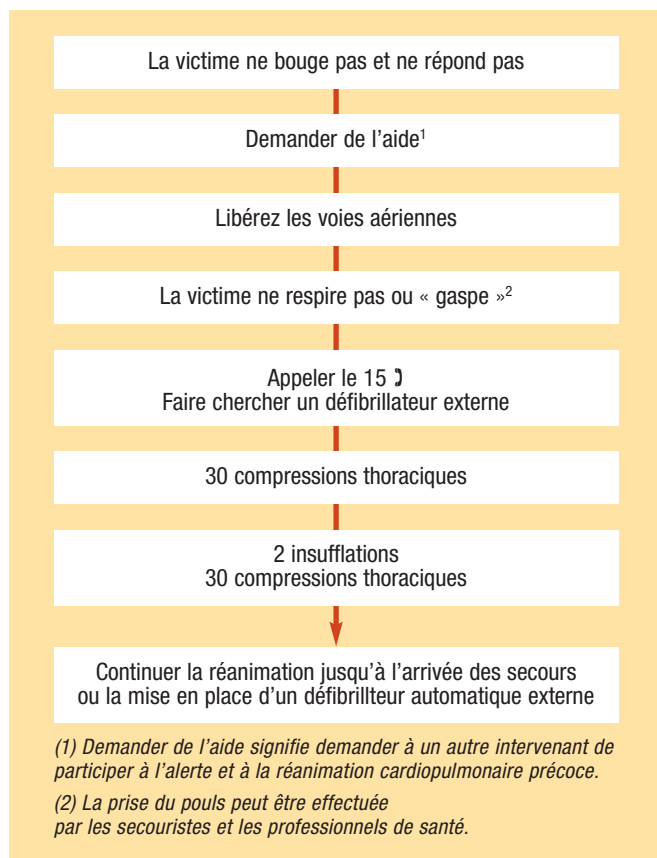 La victime ne bouge pas et ne répond pas
Demander de l’aide¹
Libérez les voies aériennes
La victime ne respire pas ou « gaspe »²
Appeler le 15
Faire chercher un défibrillateur externe
30 compressions thoraciques
2 insufflations
30 compressions thoraciques
Continuer la réanimation jusqu’à l’arrivée des secours
ou la mise en place d’un défibrillteur automatique externe
(1) Demander de l’aide signifie demander à un autre intervenant de
participer à l’alerte et à la réanimation cardiopulmonaire précoce.
(2) La prise du pouls peut être effectuée
par les secouristes et les professionnels de santé.